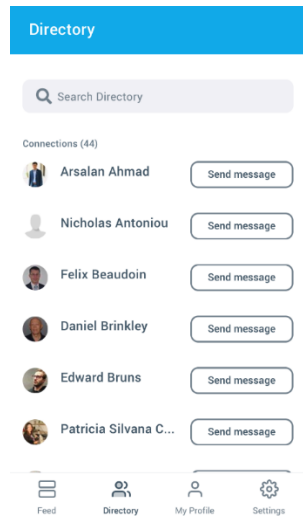 Directory
Search Directory
Connections (44)
Arsalan Ahmad Send message
Nicholas Antoniou Send message
Felix Beaudoin Send message
Daniel Brinkley Send message
Edward Bruns Send message
Patricia Silvana C... Send message
Feed Directory My Profile Settings